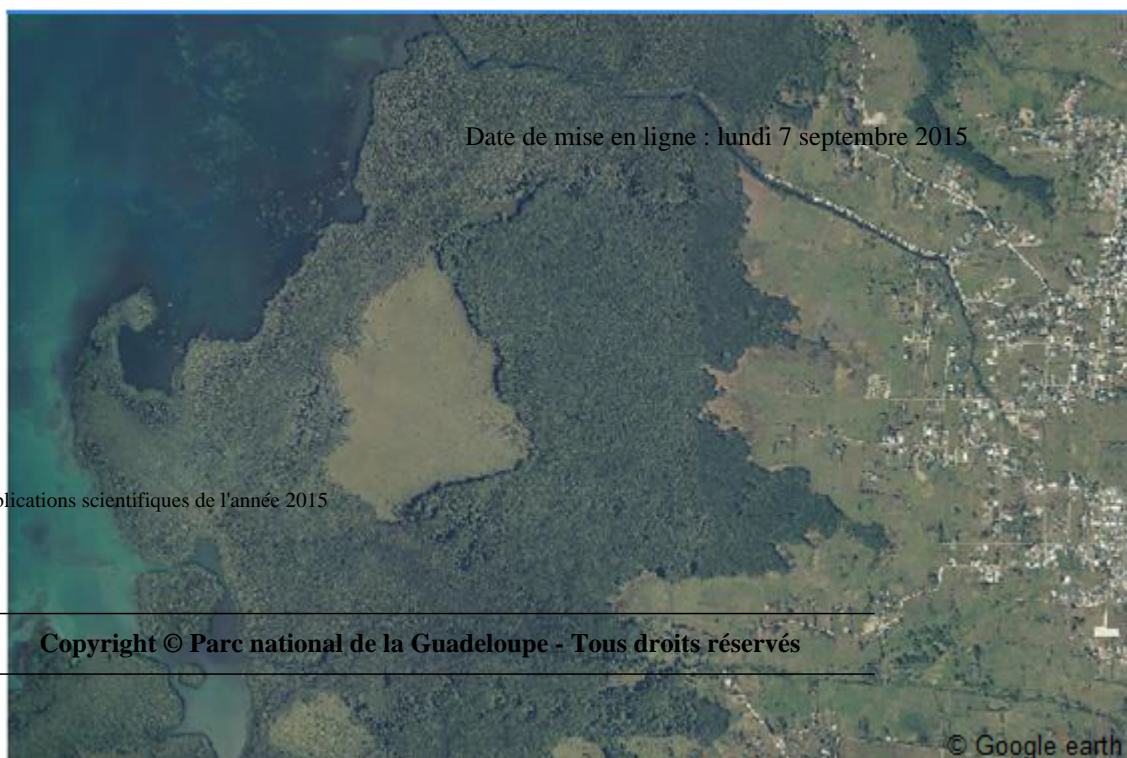 Date de mise en ligne : lundi 7 septembre 2015
scientifiques de l'année 2015
Copyright © Parc national de la Guadeloupe - Tous droits réservés
© Google earth